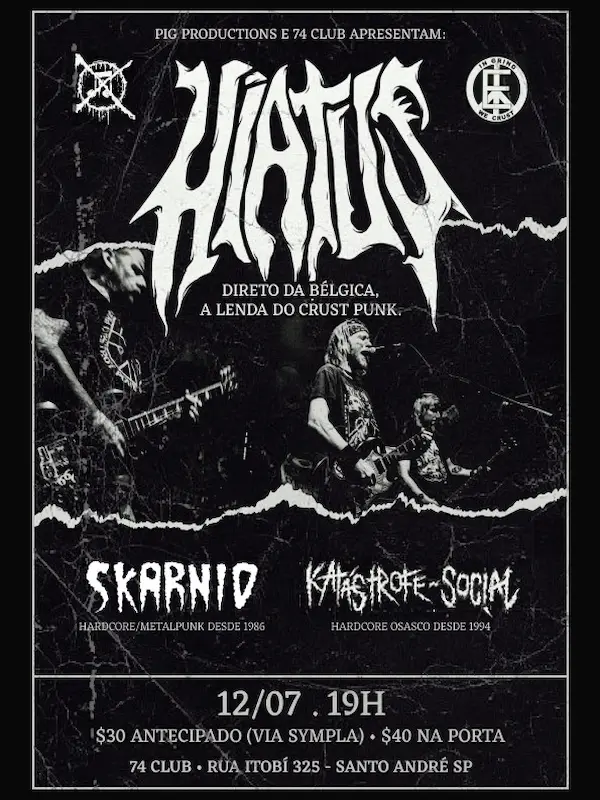 PIG PRODUCTIONS E 74 CLUB APRESENTAM:
IN GRIND
WE CRUST
HIATUS
DIRETO DA BÉLGICA,
A LENDA DO CRUST PUNK.
SKARNIO
HARDCORE/METALPUNK DESDE 1986
KATÁSTROFE-SOCIAL
HARDCORE OSASCO DESDE 1994
12/07 . 19H
$30 ANTECIPADO (VIA SYMPLA) • $40 NA PORTA
74 CLUB • RUA ITOBÍ 325 - SANTO ANDRÉ SP